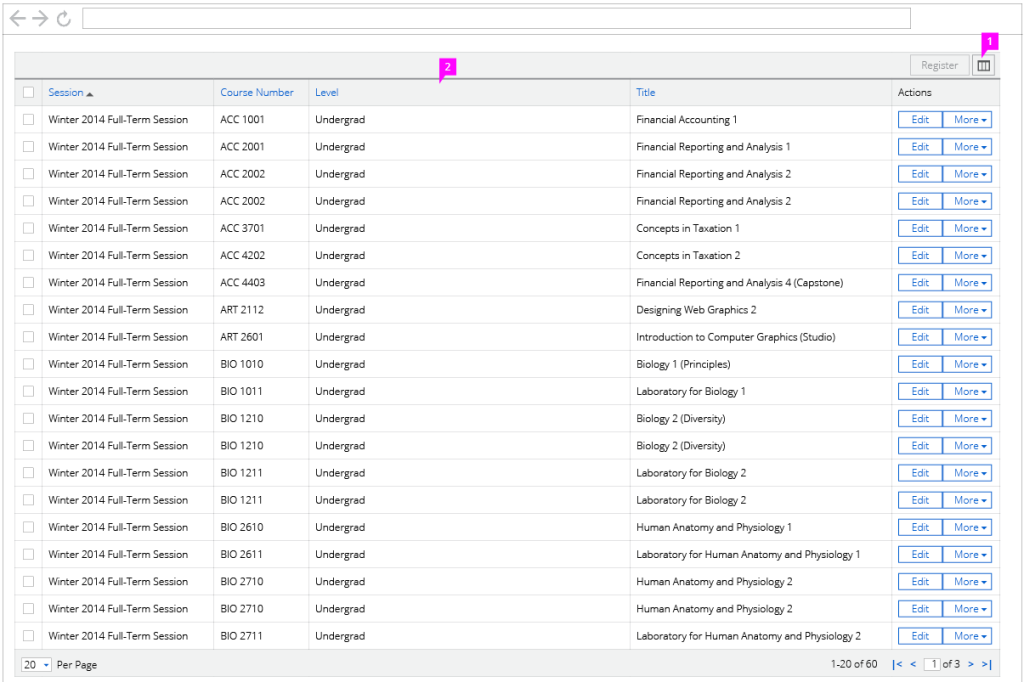 1
2
Register
Session Course Number Level Title Actions
Winter 2014 Full-Term Session ACC 1001 Undergrad Financial Accounting 1 Edit More
Winter 2014 Full-Term Session ACC 2001 Undergrad Financial Reporting and Analysis 1 Edit More
Winter 2014 Full-Term Session ACC 2002 Undergrad Financial Reporting and Analysis 2 Edit More
Winter 2014 Full-Term Session ACC 2002 Undergrad Financial Reporting and Analysis 2 Edit More
Winter 2014 Full-Term Session ACC 3701 Undergrad Concepts in Taxation 1 Edit More
Winter 2014 Full-Term Session ACC 4202 Undergrad Concepts in Taxation 2 Edit More
Winter 2014 Full-Term Session ACC 4403 Undergrad Financial Reporting and Analysis 4 (Capstone) Edit More
Winter 2014 Full-Term Session ART 2112 Undergrad Designing Web Graphics 2 Edit More
Winter 2014 Full-Term Session ART 2601 Undergrad Introduction to Computer Graphics (Studio) Edit More
Winter 2014 Full-Term Session BIO 1010 Undergrad Biology 1 (Principles) Edit More
Winter 2014 Full-Term Session BIO 1011 Undergrad Laboratory for Biology 1 Edit More
Winter 2014 Full-Term Session BIO 1210 Undergrad Biology 2 (Diversity) Edit More
Winter 2014 Full-Term Session BIO 1210 Undergrad Biology 2 (Diversity) Edit More
Winter 2014 Full-Term Session BIO 1211 Undergrad Laboratory for Biology 2 Edit More
Winter 2014 Full-Term Session BIO 1211 Undergrad Laboratory for Biology 2 Edit More
Winter 2014 Full-Term Session BIO 2610 Undergrad Human Anatomy and Physiology 1 Edit More
Winter 2014 Full-Term Session BIO 2611 Undergrad Laboratory for Human Anatomy and Physiology 1 Edit More
Winter 2014 Full-Term Session BIO 2710 Undergrad Human Anatomy and Physiology 2 Edit More
Winter 2014 Full-Term Session BIO 2710 Undergrad Human Anatomy and Physiology 2 Edit More
Winter 2014 Full-Term Session BIO 2711 Undergrad Laboratory for Human Anatomy and Physiology 2 Edit More
20 Per Page 1-20 of 60 |< < 1 of 3 > >|